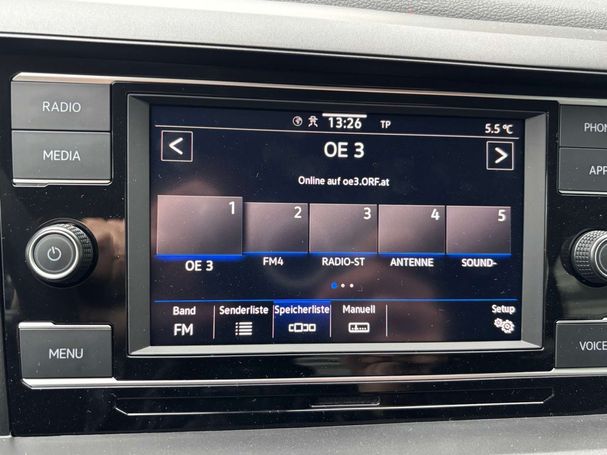 RADIO
MEDIA
MENU
13:26 TP 5.5 °C
OE 3
Online auf oe3.ORF.at
1 2 3 4 5
OE 3 FM4 RADIO-ST ANTENNE SOUND-
Band Senderliste Speicherliste Manuell Setup
FM
PHON
APP
VOICE